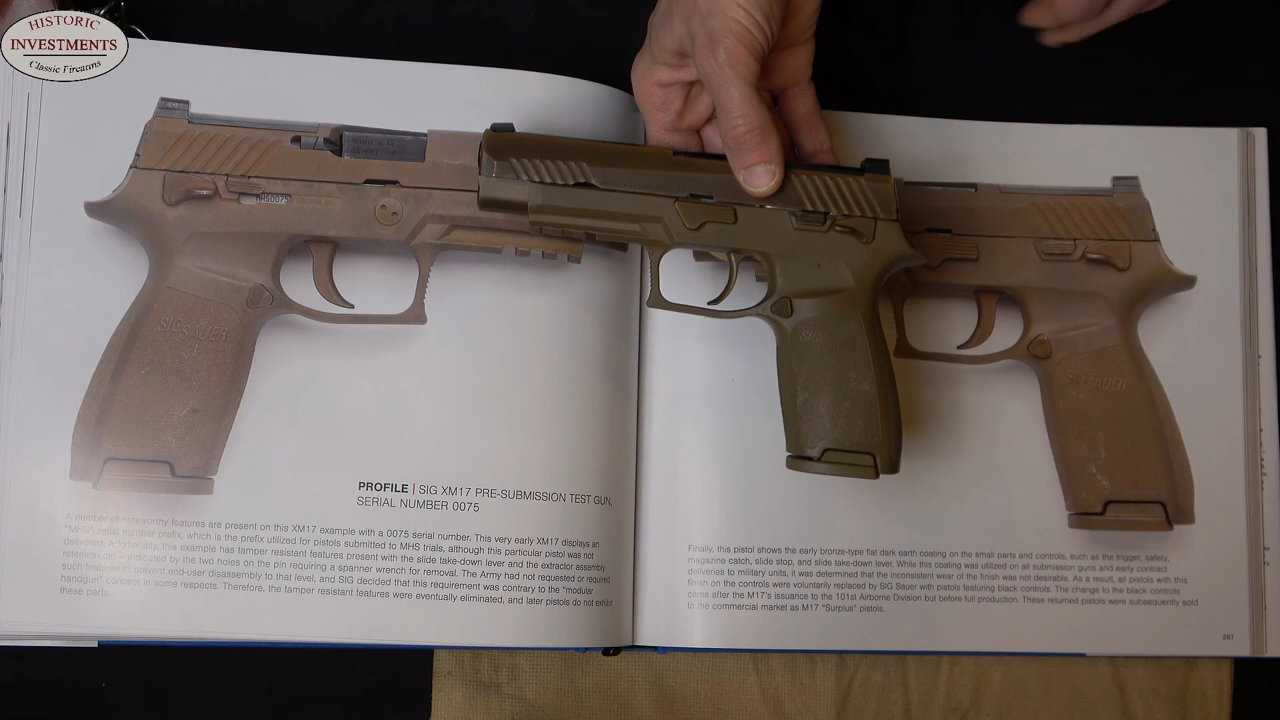 HISTORIC
INVESTMENTS
Classic Firearms
MHS0075
SIG SAUER
SIG SAUER
SIG SAUER
PROFILE | SIG XM17 PRE-SUBMISSION TEST GUN.
SERIAL NUMBER 0075
A number of noteworthy features are present on this XM17 example with a 0075 serial number. This very early XM17 displays an
"MHS" serial number prefix, which is the prefix utilized for pistols submitted to MHS trials, although this particular pistol was not
delivered. Additionally, this example has tamper resistant features present with the slide take-down lever and the extractor assembly
retention pin – indicated by the two holes on the pin requiring a spanner wrench for removal. The Army had not requested or required
such features to prevent end-user disassembly to that level, and SIG decided that this requirement was contrary to the "modular
handgun" concept in some respects. Therefore, the tamper resistant features were eventually eliminated, and later pistols do not exhibit
these parts.
Finally, this pistol shows the early bronze-type flat dark earth coating on the small parts and controls, such as the trigger, safety,
magazine catch, slide stop, and slide take-down lever. While this coating was utilized on all submission guns and early contract
deliveries to military units, it was determined that the inconsistent wear of the finish was not desirable. As a result, all pistols with this
finish on the controls were voluntarily replaced by SIG Sauer with pistols featuring black controls. The change to the black controls
came after the M17's issuance to the 101st Airborne Division but before full production. These returned pistols were subsequently sold
to the commercial market as M17 "Surplus" pistols.
287